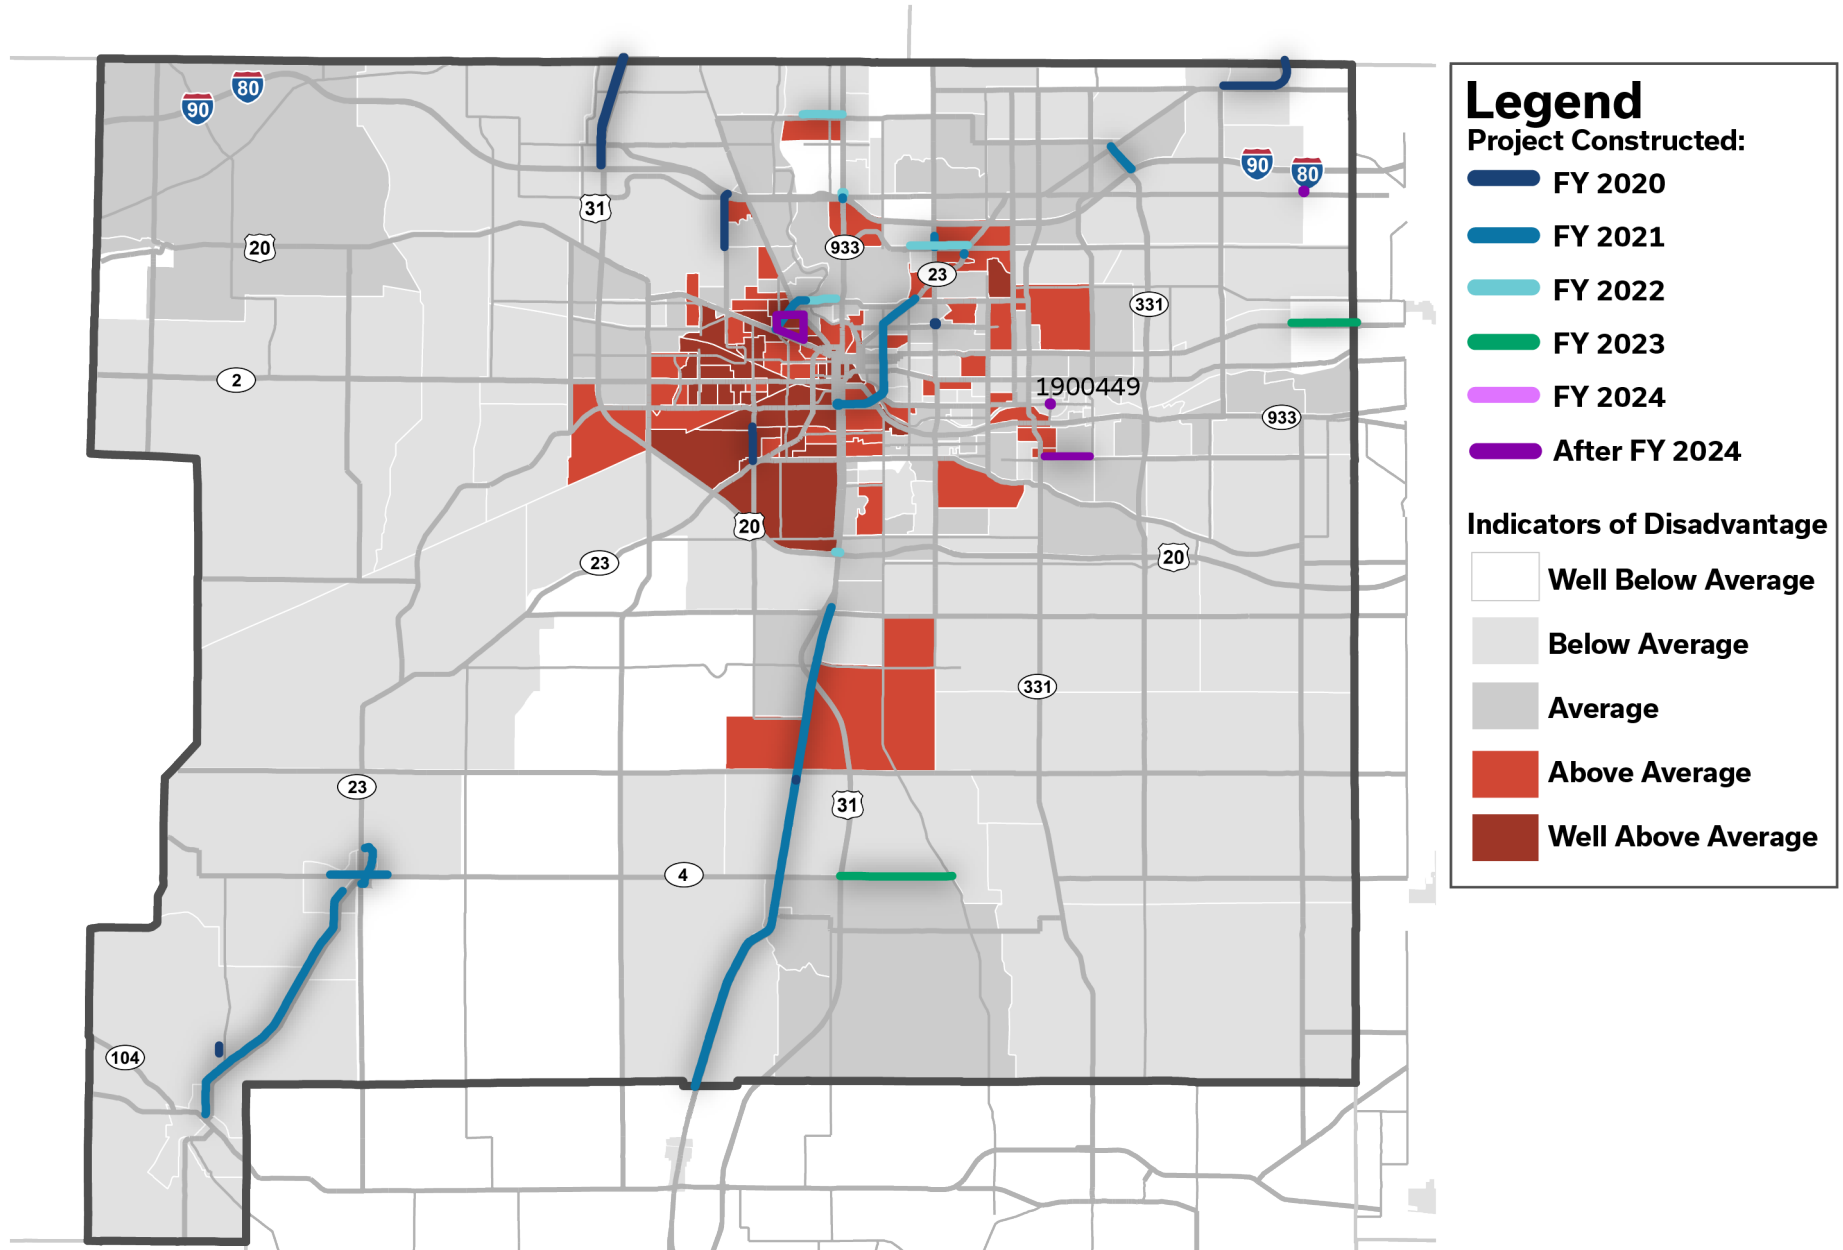 80
90
31
20
933
23
331
90
80
2
1900449
933
20
23
20
331
23
31
4
104
Legend
Project Constructed:
FY 2020
FY 2021
FY 2022
FY 2023
FY 2024
After FY 2024
Indicators of Disadvantage
Well Below Average
Below Average
Average
Above Average
Well Above Average